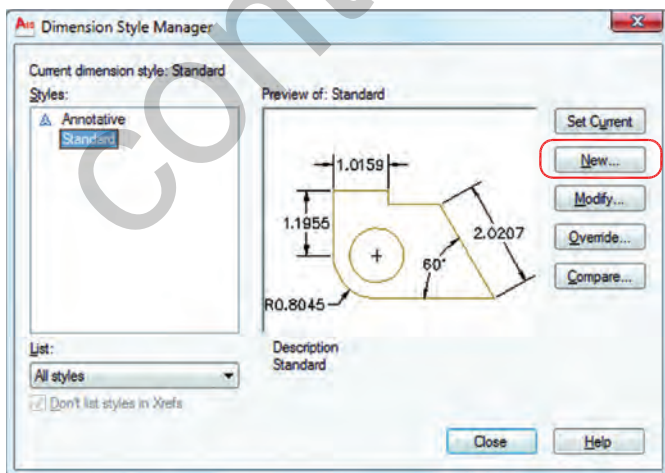 Dimension Style Manager
Current dimension style: Standard
Styles:
Annotative
Standard
Preview of: Standard
1.0159
1.1955
2.0207
60°
R0.8045
Set Current
New...
Modify...
Override...
Compare...
List:
All styles
Don't list styles in Xrefs
Description
Standard
Close
Help